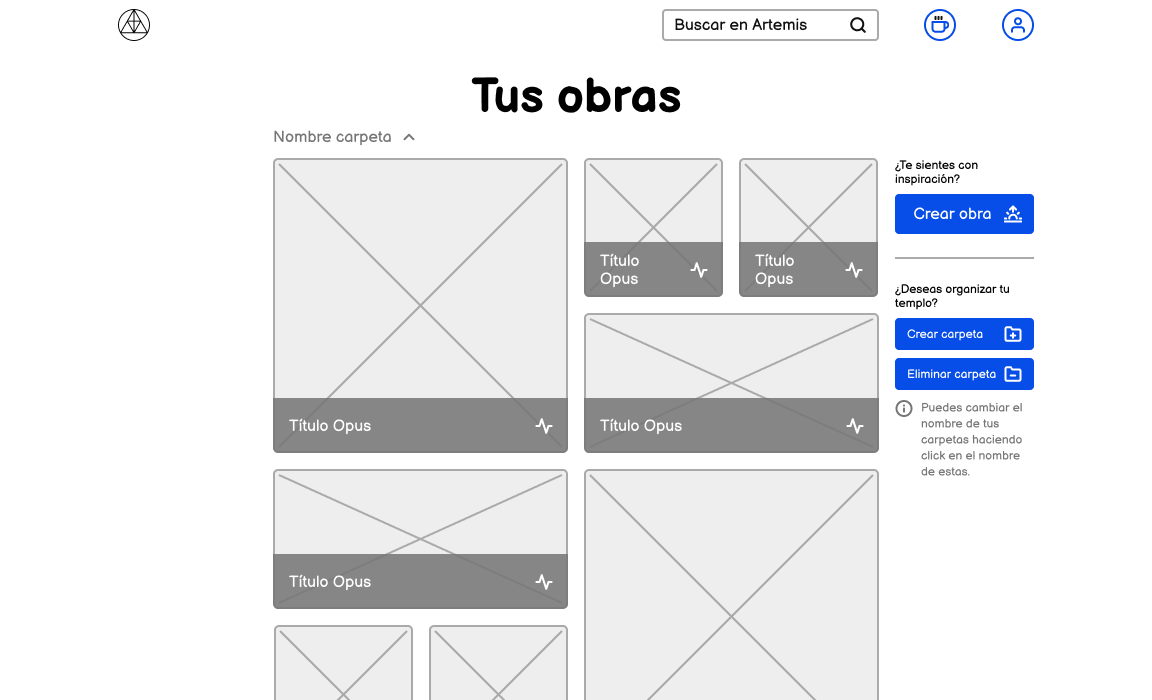 Buscar en Artemis
Tus obras
Nombre carpeta
Título Opus
Título
Opus
Título
Opus
Título Opus
Título Opus
¿Te sientes con
inspiración?
Crear obra
¿Deseas organizar tu
templo?
Crear carpeta
Eliminar carpeta
Puedes cambiar el
nombre de tus
carpetas haciendo
click en el nombre
de estas.